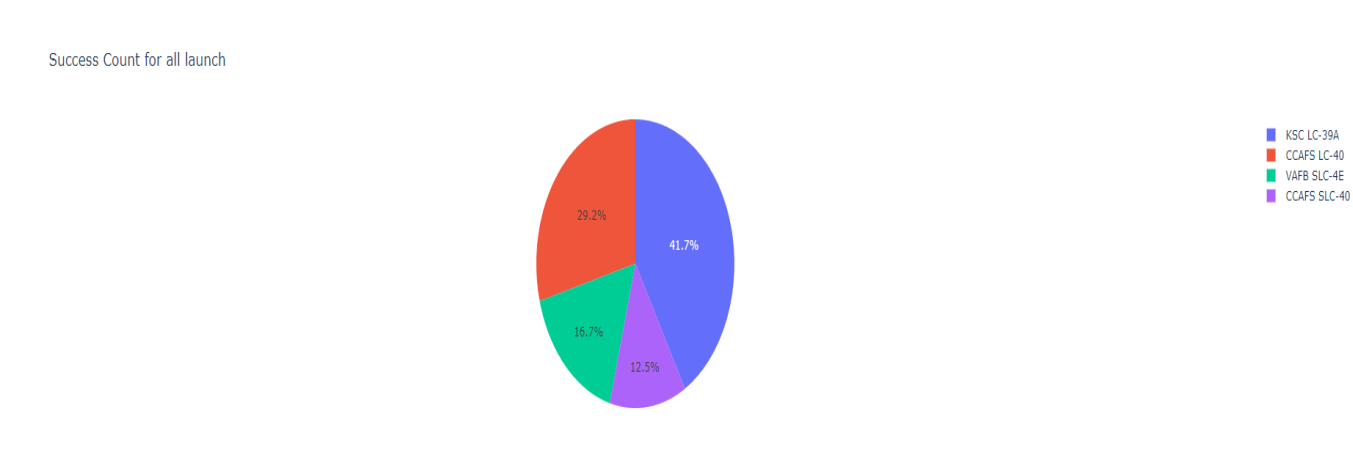 Success Count for all launch
KSC LC-39A
CCAFS LC-40
VAFB SLC-4E
CCAFS SLC-40
29.2%
41.7%
16.7%
12.5%